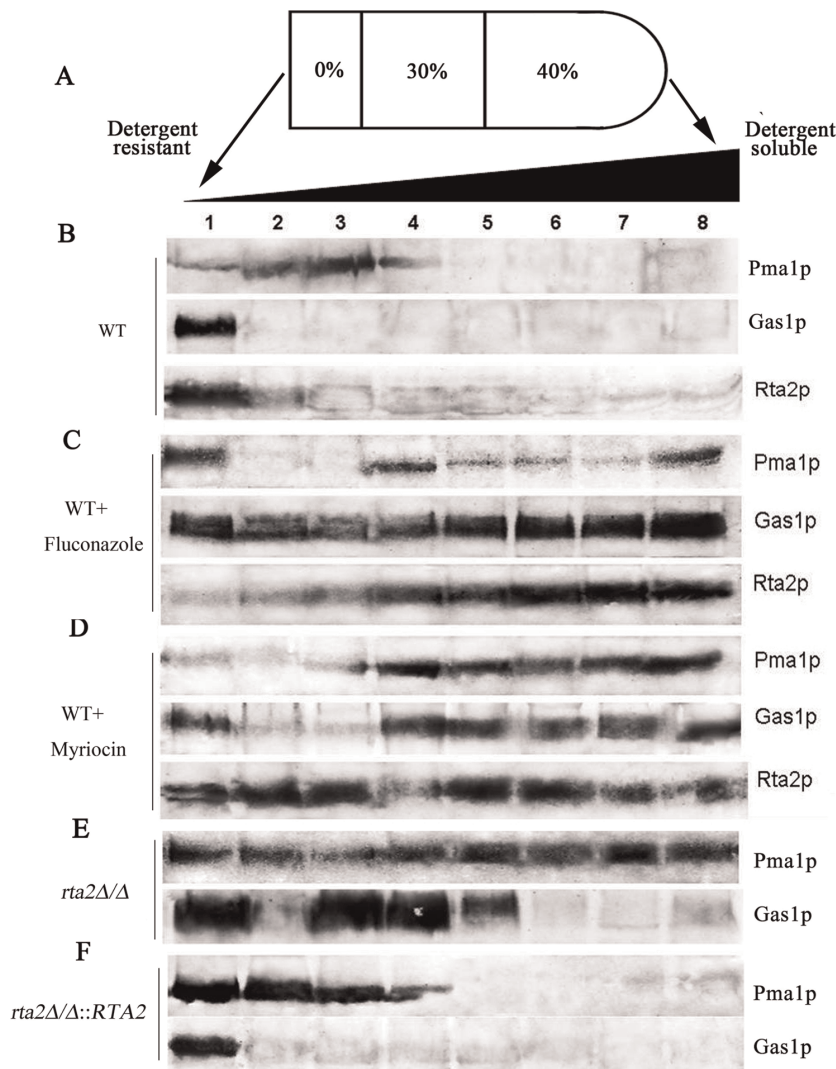 A
0%
30%
40%
Detergent
resistant
Detergent
soluble
1 2 3 4 5 6 7 8
B
WT
Pma1p
Gas1p
Rta2p
C
WT+
Fluconazole
Pma1p
Gas1p
Rta2p
D
WT+
Myriocin
Pma1p
Gas1p
Rta2p
E
rta2Δ/Δ
Pma1p
Gas1p
F
rta2Δ/Δ::RTA2
Pma1p
Gas1p